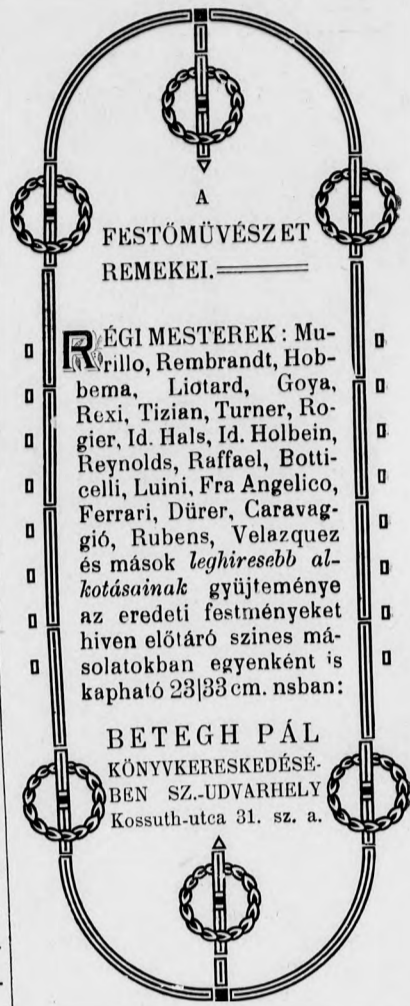 A
FESTŐMÜVÉSZET
REMEKEI.
RÉGI MESTEREK: Mu-
rillo, Rembrandt, Hob-
bema, Liotard, Goya,
Rexi, Tizian, Turner, Ro-
gier, Id. Hals, Id. Holbein,
Reynolds, Raffael, Botti-
celli, Luini, Fra Angelico,
Ferrari, Dürer, Caravag-
gió, Rubens, Velazquez
és mások leghiresebb al-
kotásainak gyüjteménye
az eredeti festményeket
hiven előtáró szines má-
solatokban egyenként is
kapható 23|33 cm. nsban:
BETEGH PÁL
KÖNYVKERESKEDÉSÉ-
BEN SZ.-UDVARHELY
Kossuth-utca 31. sz. a.